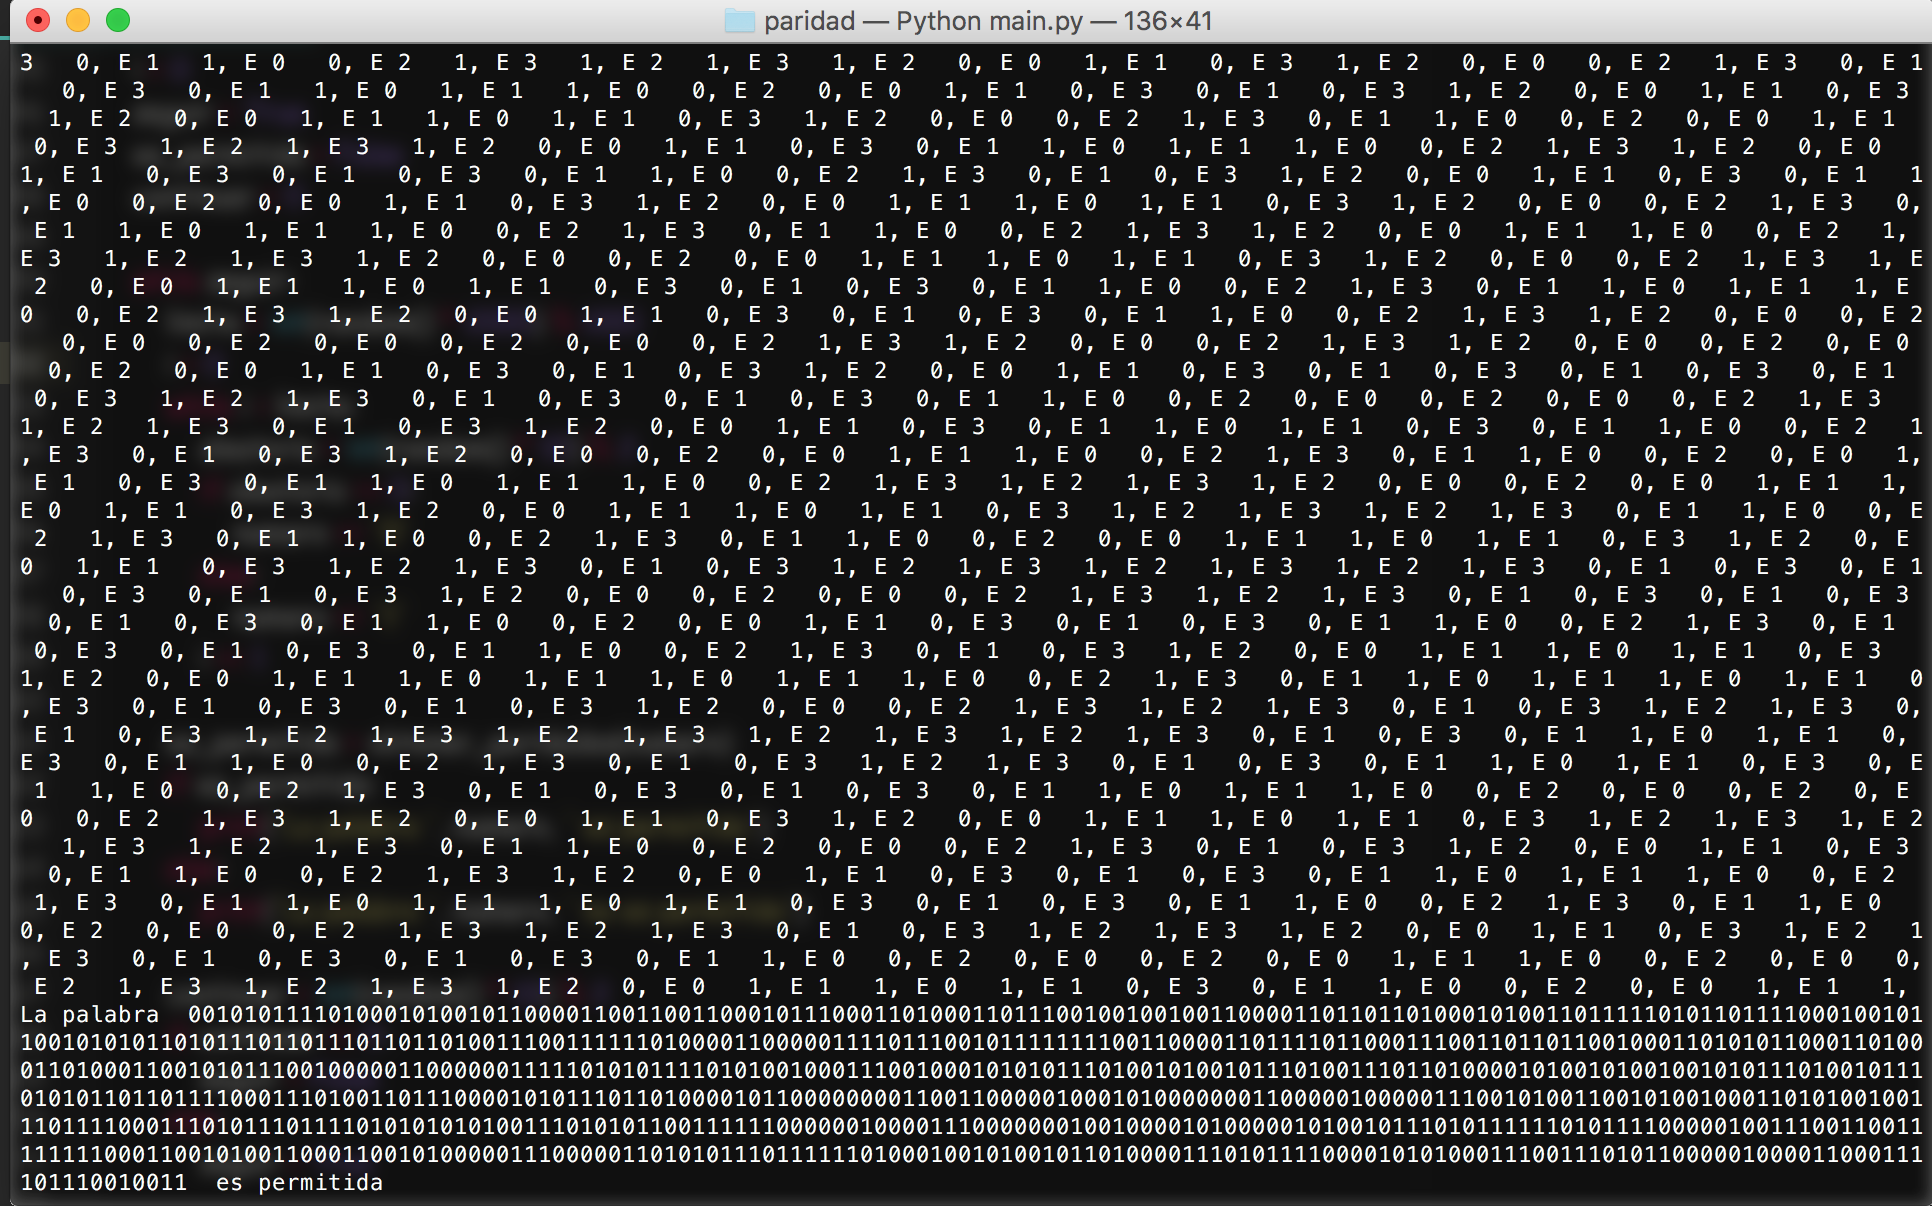 paridad — Python main.py — 136×41
3   0, E 1   1, E 0   0, E 2   1, E 3   1, E 2   1, E 3   1, E 2   0, E 0   1, E 1   0, E 3   1, E 2   0, E 0   0, E 2   1, E 3   0, E 1
0, E 3   0, E 1   1, E 0   1, E 1   1, E 0   0, E 2   0, E 0   1, E 1   0, E 3   0, E 1   0, E 3   1, E 2   0, E 0   1, E 1   0, E 3
1, E 2   0, E 0   1, E 1   1, E 0   1, E 1   0, E 3   1, E 2   0, E 0   0, E 2   1, E 3   0, E 1   1, E 0   0, E 2   0, E 0   1, E 1
0, E 3   1, E 2   1, E 3   1, E 2   0, E 0   1, E 1   0, E 3   0, E 1   1, E 0   1, E 1   1, E 0   0, E 2   1, E 3   1, E 2   0, E 0
1, E 1   0, E 3   0, E 1   0, E 3   0, E 1   1, E 0   0, E 2   1, E 3   0, E 1   0, E 3   1, E 2   0, E 0   1, E 1   0, E 3   0, E 1   1
, E 0   0, E 2   0, E 0   1, E 1   0, E 3   1, E 2   0, E 0   1, E 1   1, E 0   1, E 1   0, E 3   1, E 2   0, E 0   0, E 2   1, E 3   0,
E 1   1, E 0   1, E 1   1, E 0   0, E 2   1, E 3   0, E 1   1, E 0   0, E 2   1, E 3   1, E 2   0, E 0   1, E 1   1, E 0   0, E 2   1,
E 3   1, E 2   1, E 3   1, E 2   0, E 0   0, E 2   0, E 0   1, E 1   1, E 0   1, E 1   0, E 3   1, E 2   0, E 0   0, E 2   1, E 3   1, E
2   0, E 0   1, E 1   1, E 0   1, E 1   0, E 3   0, E 1   0, E 3   0, E 1   1, E 0   0, E 2   1, E 3   0, E 1   1, E 0   1, E 1   1, E
0   0, E 2   1, E 3   1, E 2   0, E 0   1, E 1   0, E 3   0, E 1   0, E 3   0, E 1   1, E 0   0, E 2   1, E 3   1, E 2   0, E 0   0, E 2
0, E 0   0, E 2   0, E 0   0, E 2   0, E 0   0, E 2   1, E 3   1, E 2   0, E 0   0, E 2   1, E 3   1, E 2   0, E 0   0, E 2   0, E 0
0, E 2   0, E 0   1, E 1   0, E 3   0, E 1   0, E 3   1, E 2   0, E 0   1, E 1   0, E 3   0, E 1   0, E 3   0, E 1   0, E 3   0, E 1
0, E 3   1, E 2   1, E 3   0, E 1   0, E 3   0, E 1   0, E 3   0, E 1   1, E 0   0, E 2   0, E 0   0, E 2   0, E 0   0, E 2   1, E 3
1, E 2   1, E 3   0, E 1   0, E 3   1, E 2   0, E 0   1, E 1   0, E 3   0, E 1   1, E 0   1, E 1   0, E 3   0, E 1   1, E 0   0, E 2   1
, E 3   0, E 1   0, E 3   1, E 2   0, E 0   0, E 2   0, E 0   1, E 1   1, E 0   0, E 2   1, E 3   0, E 1   1, E 0   0, E 2   0, E 0   1,
E 1   0, E 3   0, E 1   1, E 0   1, E 1   1, E 0   0, E 2   1, E 3   1, E 2   1, E 3   1, E 2   0, E 0   0, E 2   0, E 0   1, E 1   1,
E 0   1, E 1   0, E 3   1, E 2   0, E 0   1, E 1   1, E 0   1, E 1   0, E 3   1, E 2   1, E 3   1, E 2   1, E 3   0, E 1   1, E 0   0, E
2   1, E 3   0, E 1   1, E 0   0, E 2   1, E 3   0, E 1   1, E 0   0, E 2   0, E 0   1, E 1   1, E 0   1, E 1   0, E 3   1, E 2   0, E
0   1, E 1   0, E 3   1, E 2   1, E 3   0, E 1   0, E 3   1, E 2   1, E 3   1, E 2   1, E 3   1, E 2   1, E 3   0, E 1   0, E 3   0, E 1
0, E 3   0, E 1   0, E 3   1, E 2   0, E 0   0, E 2   0, E 0   0, E 2   1, E 3   1, E 2   1, E 3   0, E 1   0, E 3   0, E 1   0, E 3
0, E 1   0, E 3   0, E 1   1, E 0   0, E 2   0, E 0   1, E 1   0, E 3   0, E 1   0, E 3   0, E 1   1, E 0   0, E 2   1, E 3   0, E 1
0, E 3   0, E 1   0, E 3   0, E 1   1, E 0   0, E 2   1, E 3   0, E 1   0, E 3   1, E 2   0, E 0   1, E 1   1, E 0   1, E 1   0, E 3
1, E 2   0, E 0   1, E 1   1, E 0   1, E 1   1, E 0   1, E 1   1, E 0   0, E 2   1, E 3   0, E 1   1, E 0   1, E 1   1, E 0   1, E 1   0
, E 3   0, E 1   0, E 3   0, E 1   0, E 3   1, E 2   0, E 0   0, E 2   1, E 3   1, E 2   1, E 3   0, E 1   0, E 3   1, E 2   1, E 3   0,
E 1   0, E 3   1, E 2   1, E 3   1, E 2   1, E 3   1, E 2   1, E 3   1, E 2   1, E 3   0, E 1   0, E 3   0, E 1   1, E 0   1, E 1   0,
E 3   0, E 1   1, E 0   0, E 2   1, E 3   0, E 1   0, E 3   1, E 2   1, E 3   0, E 1   0, E 3   0, E 1   1, E 0   1, E 1   0, E 3   0, E
1   1, E 0   0, E 2   1, E 3   0, E 1   0, E 3   0, E 1   0, E 3   0, E 1   1, E 0   1, E 1   1, E 0   0, E 2   0, E 0   0, E 2   0, E
0   0, E 2   1, E 3   1, E 2   0, E 0   1, E 1   0, E 3   1, E 2   0, E 0   1, E 1   1, E 0   1, E 1   0, E 3   1, E 2   1, E 3   1, E 2
1, E 3   1, E 2   1, E 3   0, E 1   1, E 0   0, E 2   0, E 0   0, E 2   1, E 3   0, E 1   0, E 3   1, E 2   0, E 0   1, E 1   0, E 3
0, E 1   1, E 0   0, E 2   1, E 3   1, E 2   0, E 0   1, E 1   0, E 3   0, E 1   0, E 3   0, E 1   1, E 0   1, E 1   1, E 0   0, E 2
1, E 3   0, E 1   1, E 0   1, E 1   1, E 0   1, E 1   0, E 3   0, E 1   0, E 3   0, E 1   1, E 0   0, E 2   1, E 3   0, E 1   1, E 0
0, E 2   0, E 0   0, E 2   1, E 3   1, E 2   1, E 3   0, E 1   0, E 3   1, E 2   1, E 3   1, E 2   0, E 0   1, E 1   0, E 3   1, E 2   1
, E 3   0, E 1   0, E 3   0, E 1   0, E 3   0, E 1   1, E 0   0, E 2   0, E 0   0, E 2   0, E 0   1, E 1   1, E 0   0, E 2   0, E 0   0,
E 2   1, E 3   1, E 2   1, E 3   1, E 2   0, E 0   1, E 1   1, E 0   1, E 1   0, E 3   0, E 1   1, E 0   0, E 2   0, E 0   1, E 1   1,
La palabra  0010101111010001010010110000110011001100010111000110100011011100100100100110000110110110100010100110111110101101111000100101
1001010101101011101101110110110100111001111110100001100000111101110010111111110011000011011110110001110011011011001000110101011000110100
0110100011001010111001000001100000011111010101111010100100011100100010101011101001010010111010011101101000010100101001001010111010010111
0101011011011110001110100110111000010101110110100001011000000001100110000010001010000000110000010000011100101001100101001000110101001001
1101111000111010111011110101010101001110101011001111110000001000011100000001001000010100000101001011101011110101111000001001110011001 1
1111110001100101001100011001010000011100000110101011101111110100010010100101101000011101011110000101010001110011101011000001000011000111
101110010011  es permitida